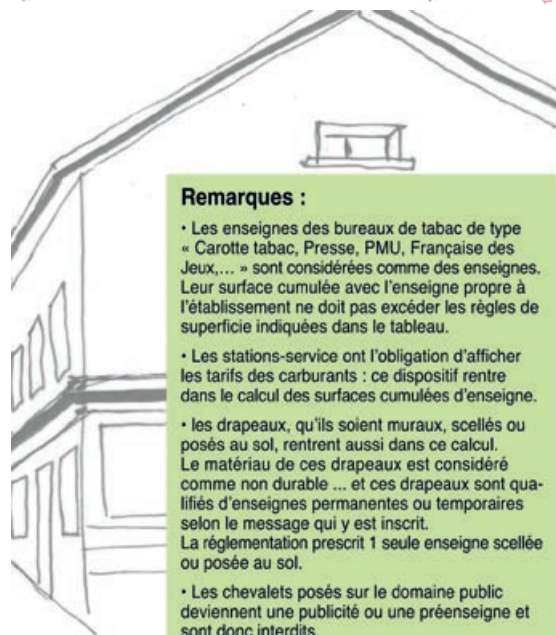 Remarques :
• Les enseignes des bureaux de tabac de type
« Carotte tabac, Presse, PMU, Française des
Jeux,... » sont considérées comme des enseignes.
Leur surface cumulée avec l'enseigne propre à
l'établissement ne doit pas excéder les règles de
superficie indiquées dans le tableau.
• Les stations-service ont l'obligation d'afficher
les tarifs des carburants : ce dispositif rentre
dans le calcul des surfaces cumulées d'enseigne.
• les drapeaux, qu'ils soient muraux, scellés ou
posés au sol, rentrent aussi dans ce calcul.
Le matériau de ces drapeaux est considéré
comme non durable ... et ces drapeaux sont qua-
lifiés d'enseignes permanentes ou temporaires
selon le message qui y est inscrit.
La réglementation prescrit 1 seule enseigne scellée
ou posée au sol.
• Les chevalets posés sur le domaine public
deviennent une publicité ou une préenseigne et
sont donc interdits